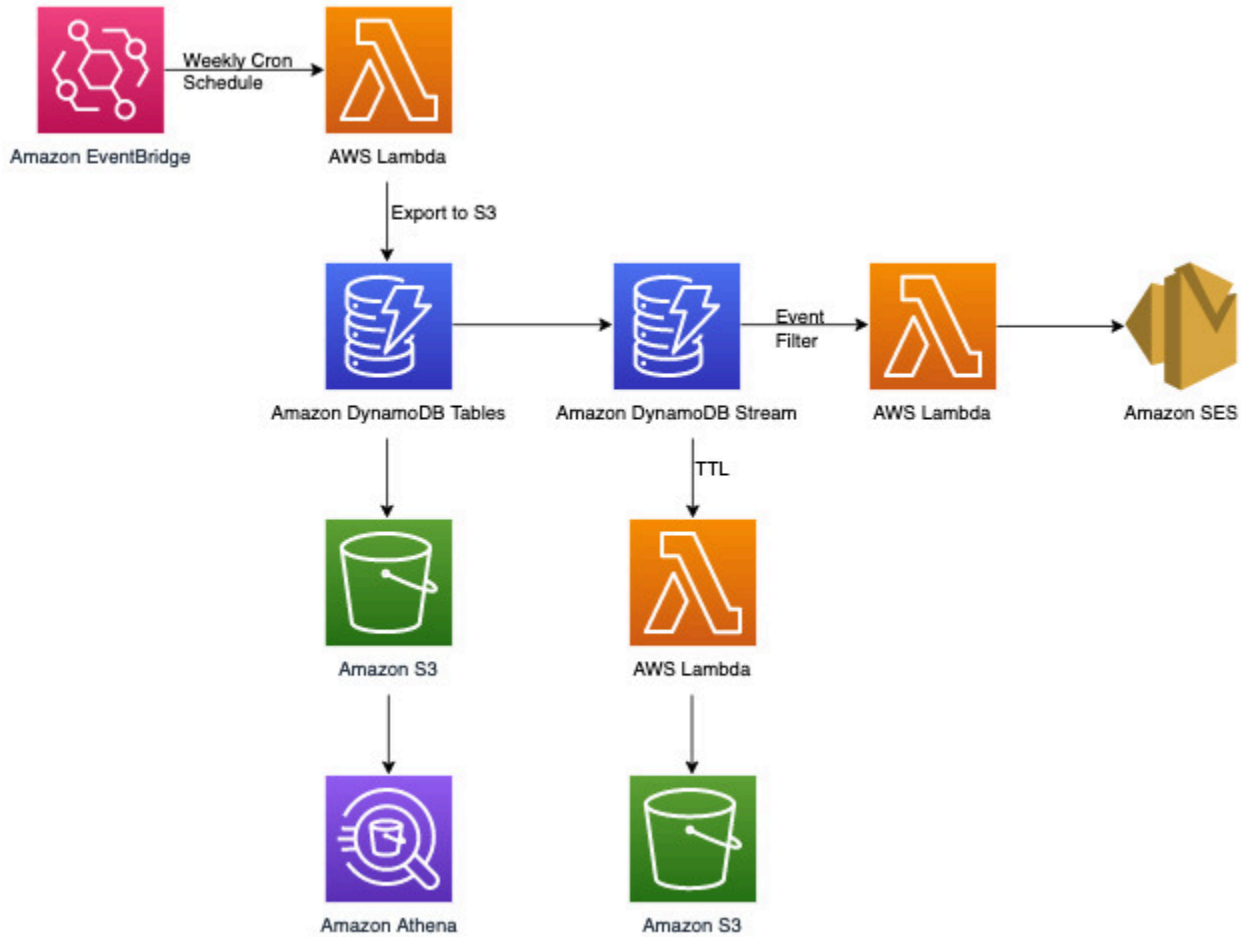 Weekly Cron
Schedule
Amazon EventBridge
AWS Lambda
Export to S3
Event
Filter
Amazon DynamoDB Tables
Amazon DynamoDB Stream
AWS Lambda
Amazon SES
TTL
Amazon S3
AWS Lambda
Amazon Athena
Amazon S3